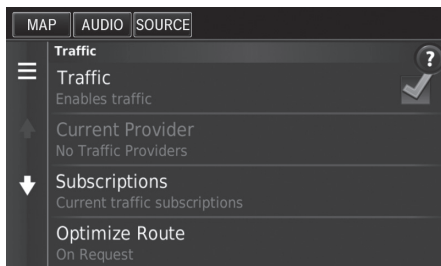 MAP AUDIO SOURCE
Traffic
?
Traffic
Enables traffic
Current Provider
No Traffic Providers
Subscriptions
Current traffic subscriptions
Optimize Route
On Request